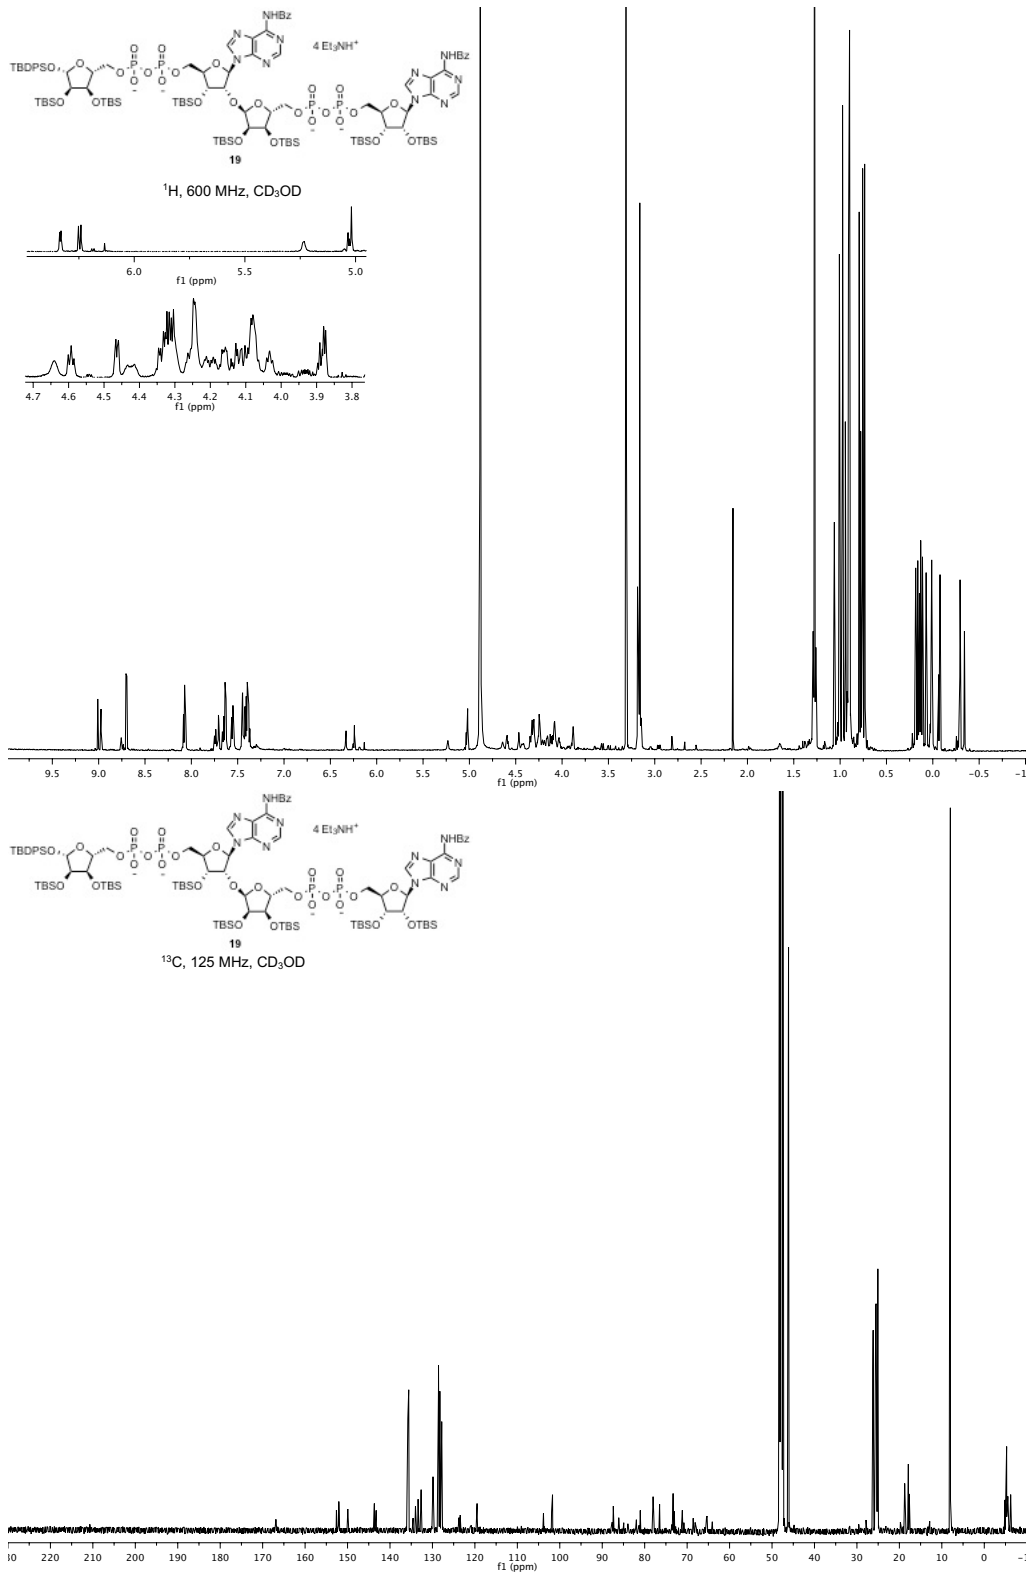 NHBz
N N
N N
4 Et₃NH⁺
O O
TBDPSO O O P O P O O
O⁻ O⁻
TBSO OTBS TBSO O
O O P O P O O
O⁻ O⁻
NHBz
N N
N N
TBSO OTBS TBSO OTBS
19
¹H, 600 MHz, CD₃OD
6.0 5.5 5.0
f1 (ppm)
4.7 4.6 4.5 4.4 4.3 4.2 4.1 4.0 3.9 3.8
f1 (ppm)
9.5 9.0 8.5 8.0 7.5 7.0 6.5 6.0 5.5 5.0 4.5 4.0 3.5 3.0 2.5 2.0 1.5 1.0 0.5 0.0 -0.5
f1 (ppm)
NHBz
N N
N N
4 Et₃NH⁺
O O
TBDPSO O O P O P O O
O⁻ O⁻
TBSO OTBS TBSO O
O O P O P O O
O⁻ O⁻
NHBz
N N
N N
TBSO OTBS TBSO OTBS
19
¹³C, 125 MHz, CD₃OD
220 210 200 190 180 170 160 150 140 130 120 110 100 90 80 70 60 50 40 30 20 10 0
f1 (ppm)